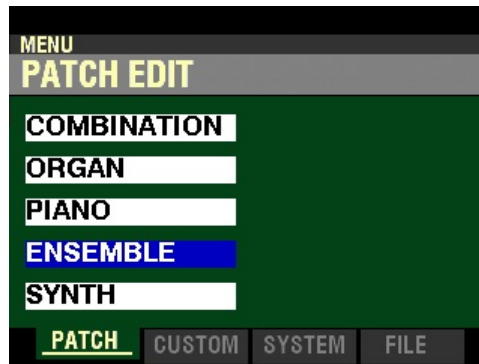 MENU
PATCH EDIT
COMBINATION
ORGAN
PIANO
ENSEMBLE
SYNTH
PATCH CUSTOM SYSTEM FILE